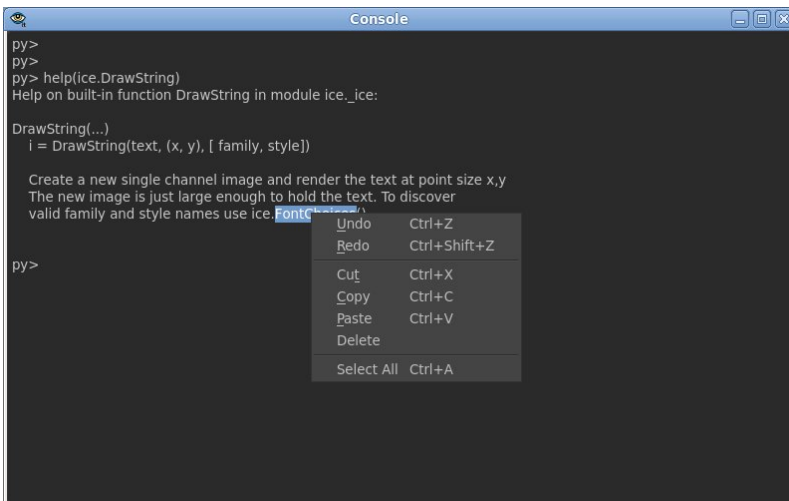 Console
py>
py>
py> help(ice.DrawString)
Help on built-in function DrawString in module ice._ice:
DrawString(...)
i = DrawString(text, (x, y), [ family, style])
Create a new single channel image and render the text at point size x,y
The new image is just large enough to hold the text. To discover
valid family and style names use ice.FontChoices()
py>
Undo Ctrl+Z
Redo Ctrl+Shift+Z
Cut Ctrl+X
Copy Ctrl+C
Paste Ctrl+V
Delete
Select All Ctrl+A